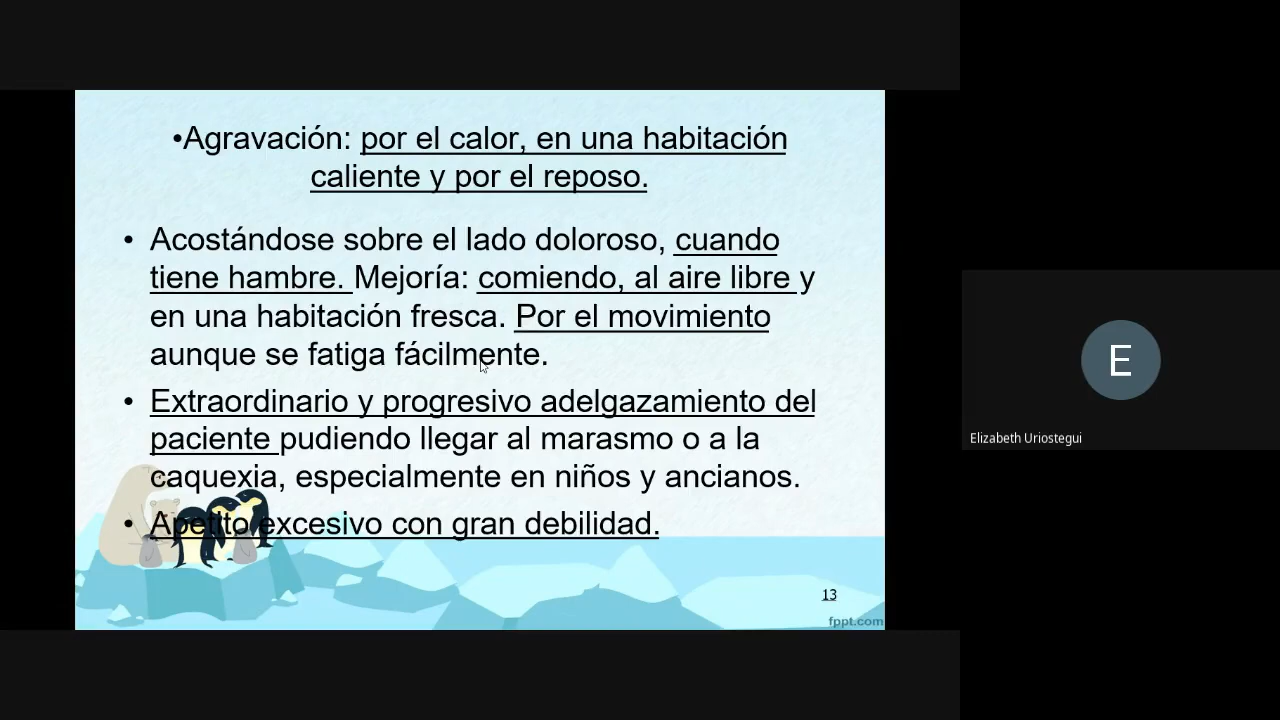 •Agravación: por el calor, en una habitación
caliente y por el reposo.
• Acostándose sobre el lado doloroso, cuando
tiene hambre. Mejoría: comiendo, al aire libre y
en una habitación fresca. Por el movimiento
aunque se fatiga fácilmente.
• Extraordinario y progresivo adelgazamiento del
paciente pudiendo llegar al marasmo o a la
caquexia, especialmente en niños y ancianos.
• Apetito excesivo con gran debilidad.
13
fppt.com
E
Elizabeth Uriostegui